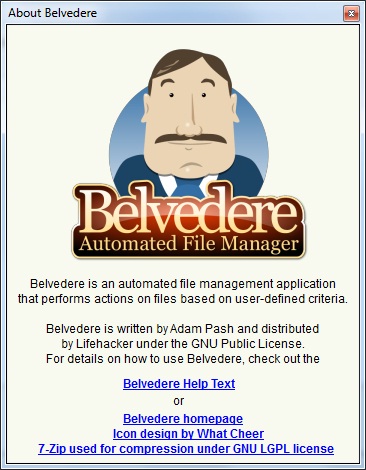 About Belvedere
Belvedere
Automated File Manager
Belvedere is an automated file management application
that performs actions on files based on user-defined criteria.
Belvedere is written by Adam Pash and distributed
by Lifehacker under the GNU Public License.
For details on how to use Belvedere, check out the
Belvedere Help Text
or
Belvedere homepage
Icon design by What Cheer
7-Zip used for compression under GNU LGPL license